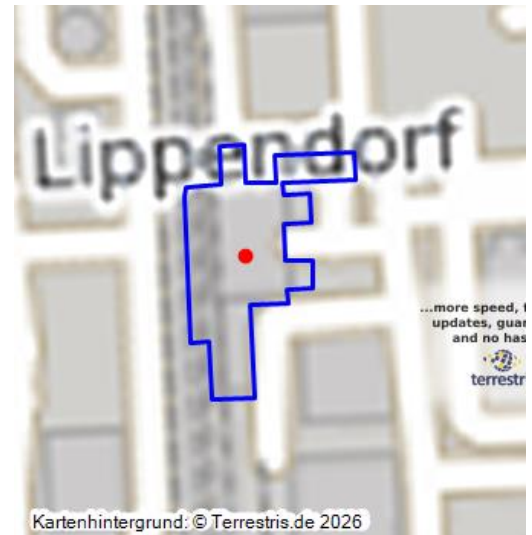 Lippendorf
...more speed, f
updates, guar
and no has
terrestr
Kartenhintergrund: © Terrestris.de 2026